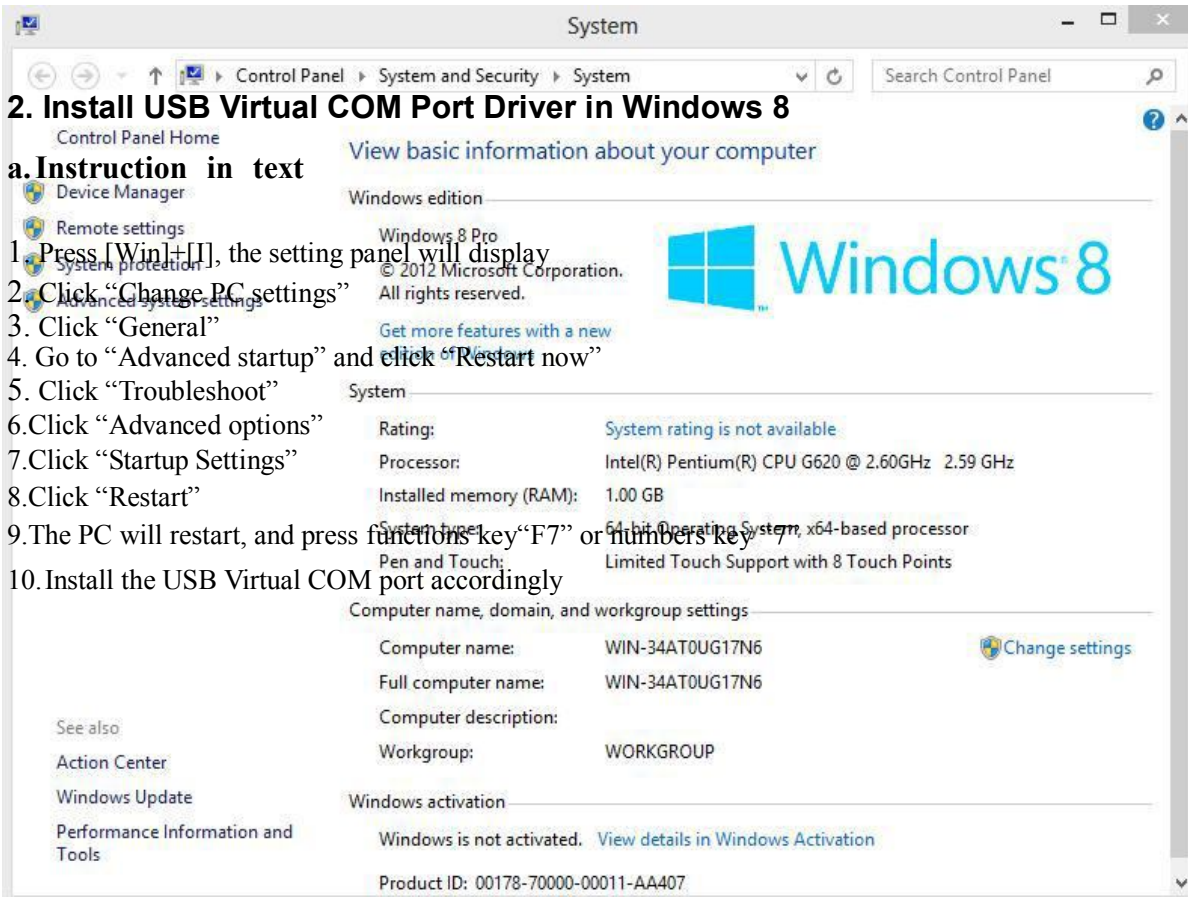 System
Control Panel ▸ System and Security ▸ System
Search Control Panel
2. Install USB Virtual COM Port Driver in Windows 8
Control Panel Home
View basic information about your computer
a. Instruction in text
Device Manager
Windows edition
Remote settings
Windows 8 Pro
1. Press [Win]+[I], the setting panel will display
System protection
© 2012 Microsoft Corporation.
Windows 8
2. Click “Change PC settings”
Advanced system settings
All rights reserved.
3. Click “General”
Get more features with a new
4. Go to “Advanced startup” and click “Restart now”
edition of Windows
5. Click “Troubleshoot”
System
6.Click “Advanced options”
Rating: System rating is not available
7.Click “Startup Settings”
Processor: Intel(R) Pentium(R) CPU G620 @ 2.60GHz 2.59 GHz
8.Click “Restart”
Installed memory (RAM): 1.00 GB
9.The PC will restart, and press functions key“F7” or numbers key “7”
System type: 64-bit Operating System, x64-based processor
Pen and Touch: Limited Touch Support with 8 Touch Points
10.Install the USB Virtual COM port accordingly
Computer name, domain, and workgroup settings
Computer name: WIN-34AT0UG17N6
Change settings
Full computer name: WIN-34AT0UG17N6
Computer description:
See also
Workgroup: WORKGROUP
Action Center
Windows Update
Windows activation
Performance Information and
Tools
Windows is not activated. View details in Windows Activation
Product ID: 00178-70000-00011-AA407